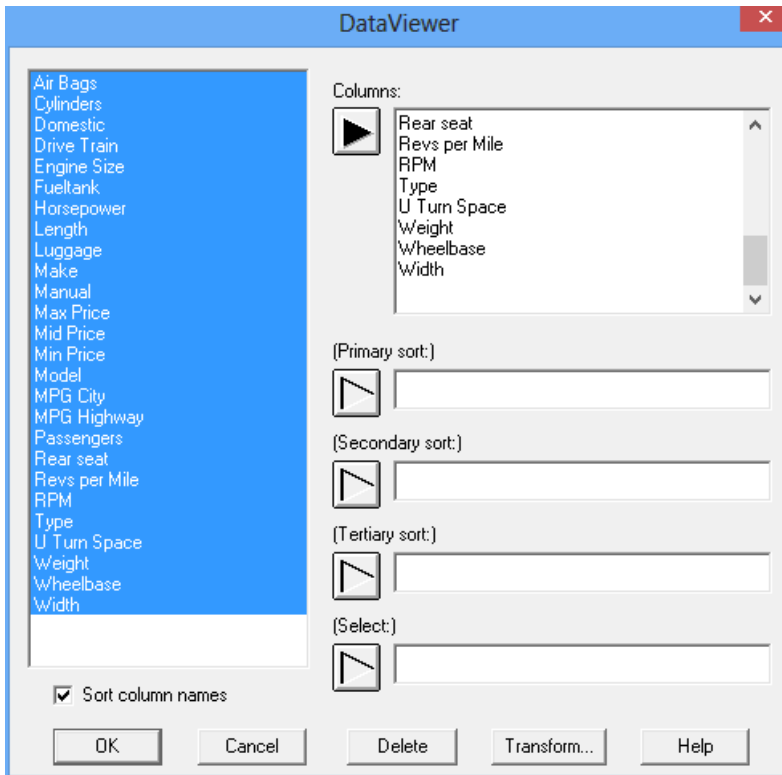 DataViewer
Air Bags
Cylinders
Domestic
Drive Train
Engine Size
Fueltank
Horsepower
Length
Luggage
Make
Manual
Max Price
Mid Price
Min Price
Model
MPG City
MPG Highway
Passengers
Rear seat
Revs per Mile
RPM
Type
U Turn Space
Weight
Wheelbase
Width
Sort column names
Columns:
Rear seat
Revs per Mile
RPM
Type
U Turn Space
Weight
Wheelbase
Width
(Primary sort:)
(Secondary sort:)
(Tertiary sort:)
(Select:)
OK
Cancel
Delete
Transform...
Help